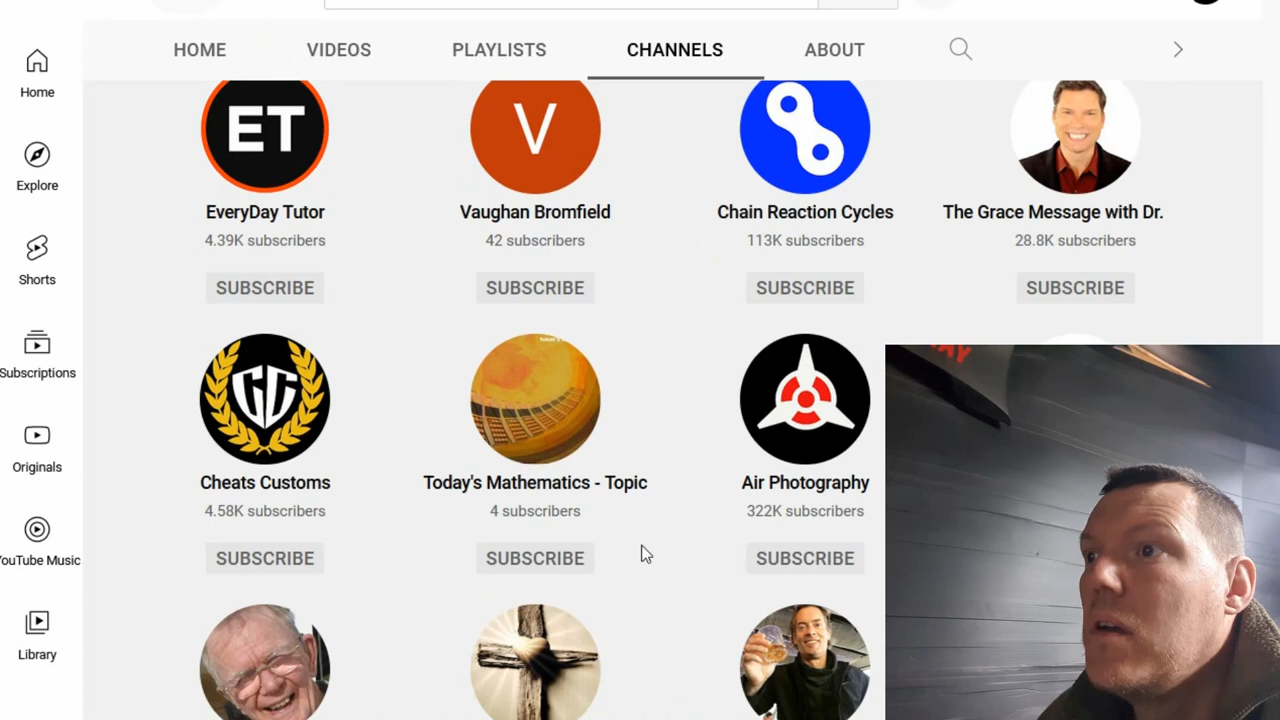 HOME VIDEOS PLAYLISTS CHANNELS ABOUT
Home
Explore
Shorts
Subscriptions
Originals
YouTube Music
Library
ET V
EveryDay Tutor Vaughan Bromfield Chain Reaction Cycles The Grace Message with Dr.
4.39K subscribers 42 subscribers 113K subscribers 28.8K subscribers
SUBSCRIBE SUBSCRIBE SUBSCRIBE SUBSCRIBE
CC
Cheats Customs Today's Mathematics - Topic Air Photography
4.58K subscribers 4 subscribers 322K subscribers
SUBSCRIBE SUBSCRIBE SUBSCRIBE